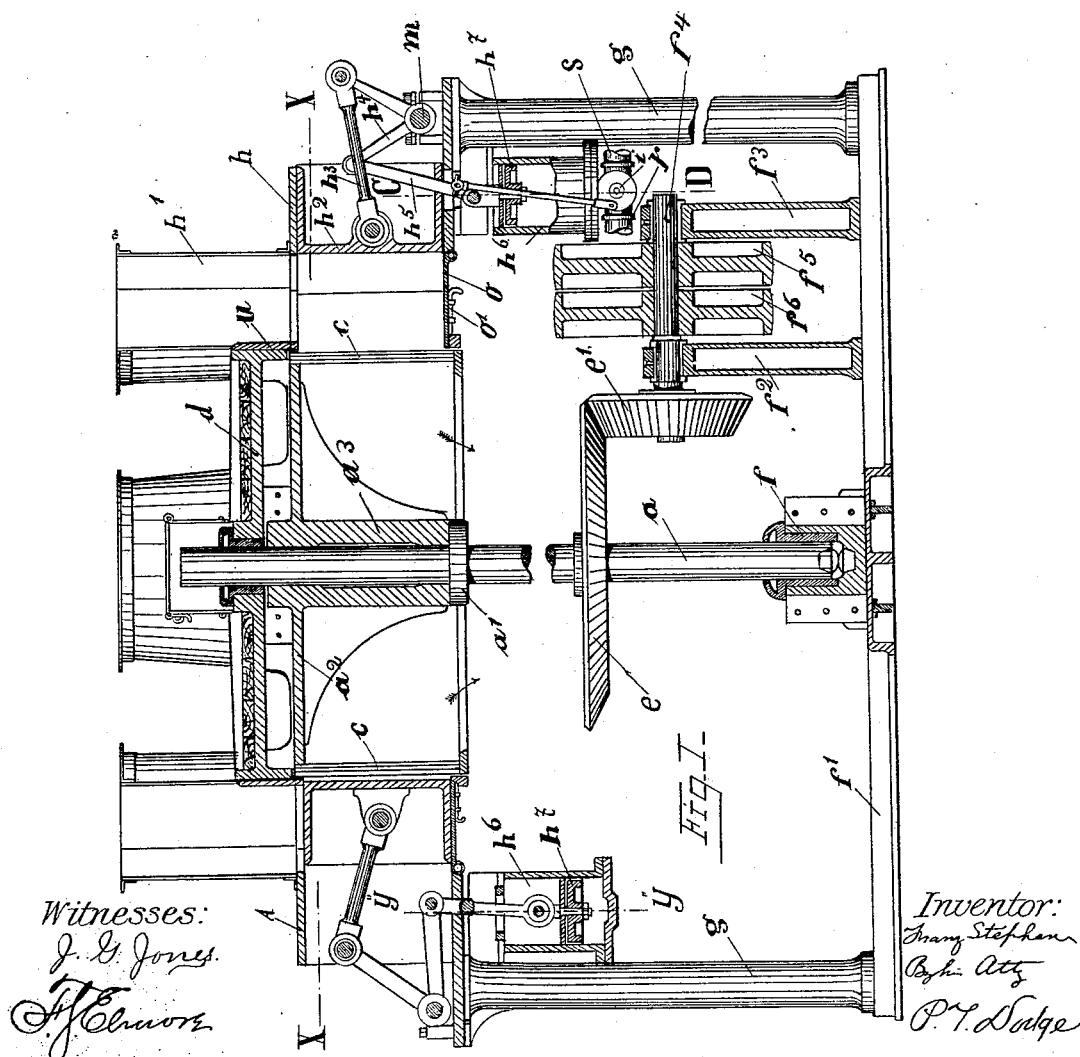 X
m
h⁷
s
f⁴
g
h
h¹
h²
h³
h⁴
h⁵
C
i
D
f³
h⁶
f⁵
f⁶
u
c
o
o¹
d
a³
e¹
f²
a
f
a¹
a²
e
c
Fig. I
f¹
h⁶
h⁷
A
y
y
X
g
Witnesses:
J. G. Jones.
Inventor:
Franz Stephan
By his Atty
P. T. Dodge